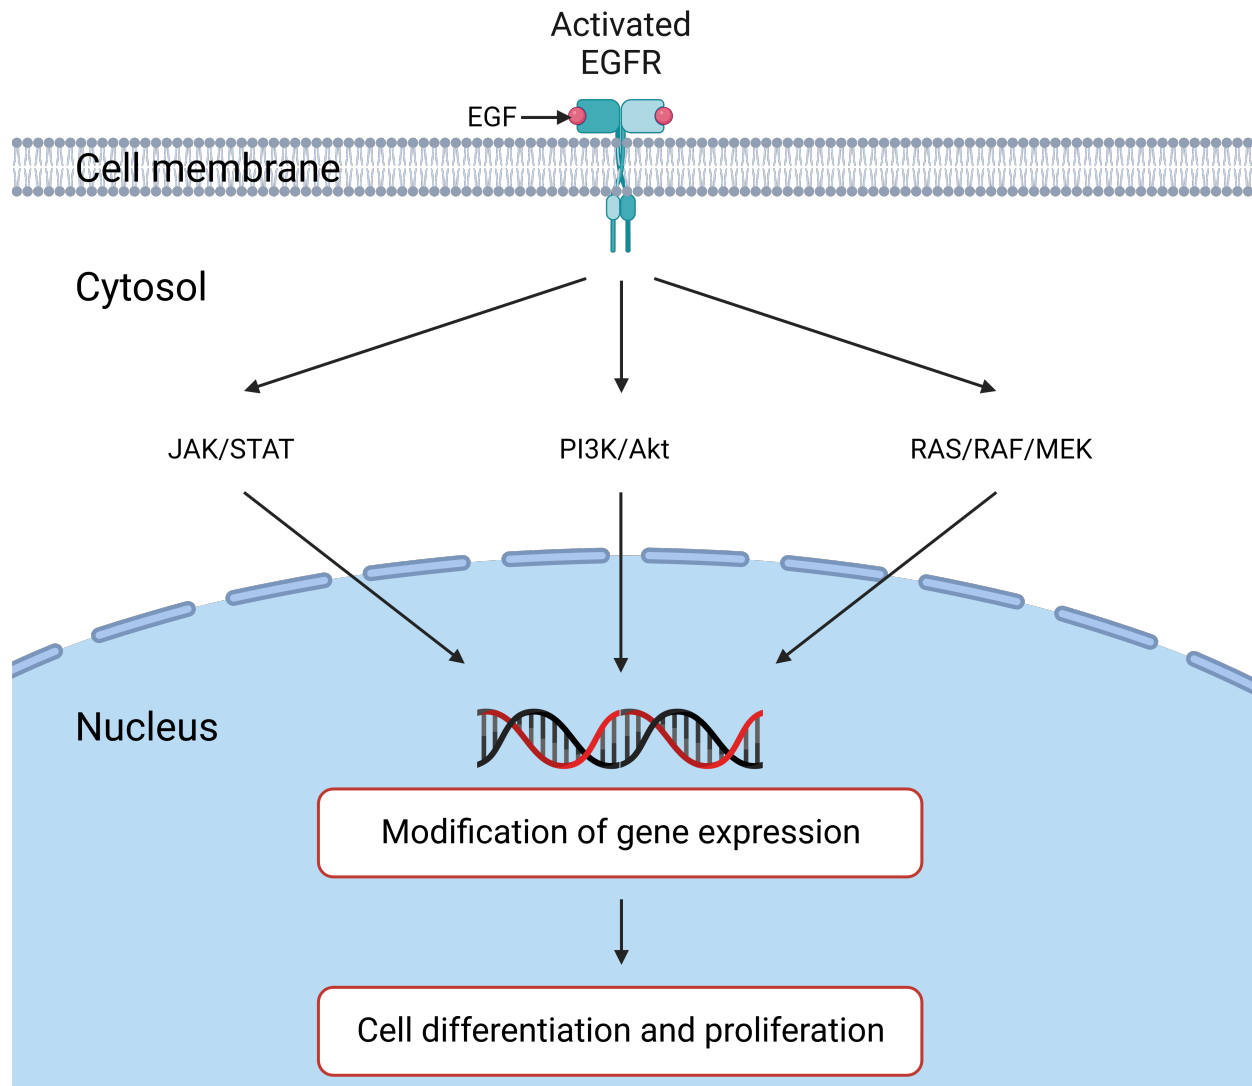 Activated
EGFR
EGF
Cell membrane
Cytosol
JAK/STAT
PI3K/Akt
RAS/RAF/MEK
Nucleus
Modification of gene expression
Cell differentiation and proliferation